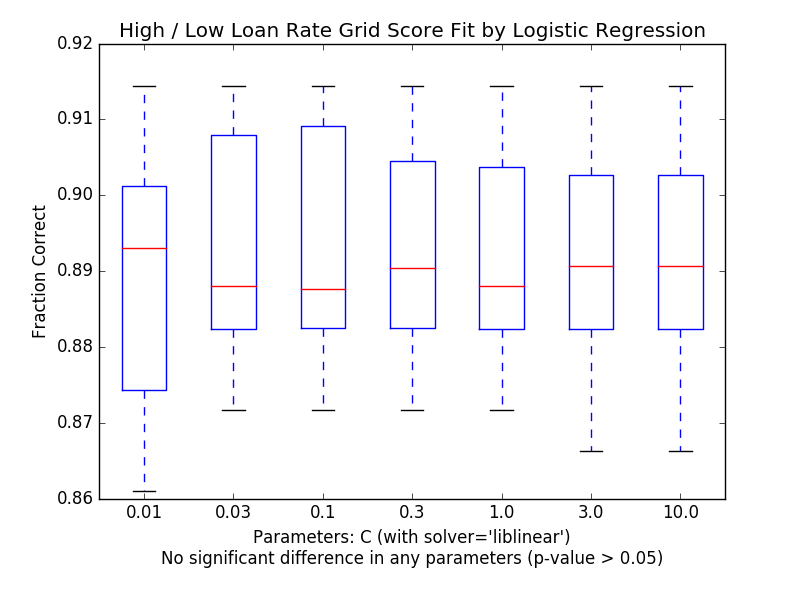 High / Low Loan Rate Grid Score Fit by Logistic Regression
0.92
0.91
0.90
0.89
0.88
0.87
0.86
Fraction Correct
0.01 0.03 0.1 0.3 1.0 3.0 10.0
Parameters: C (with solver='liblinear')
No significant difference in any parameters (p-value > 0.05)